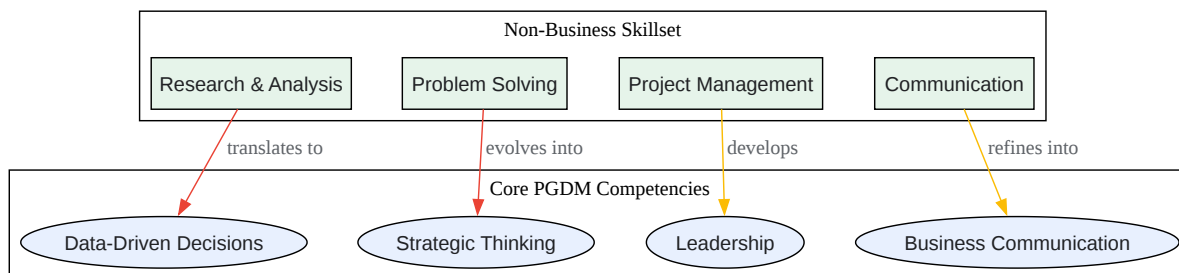 Non-Business Skillset
Research & Analysis
Problem Solving
Project Management
Communication
translates to
evolves into
develops
refines into
Core PGDM Competencies
Data-Driven Decisions
Strategic Thinking
Leadership
Business Communication